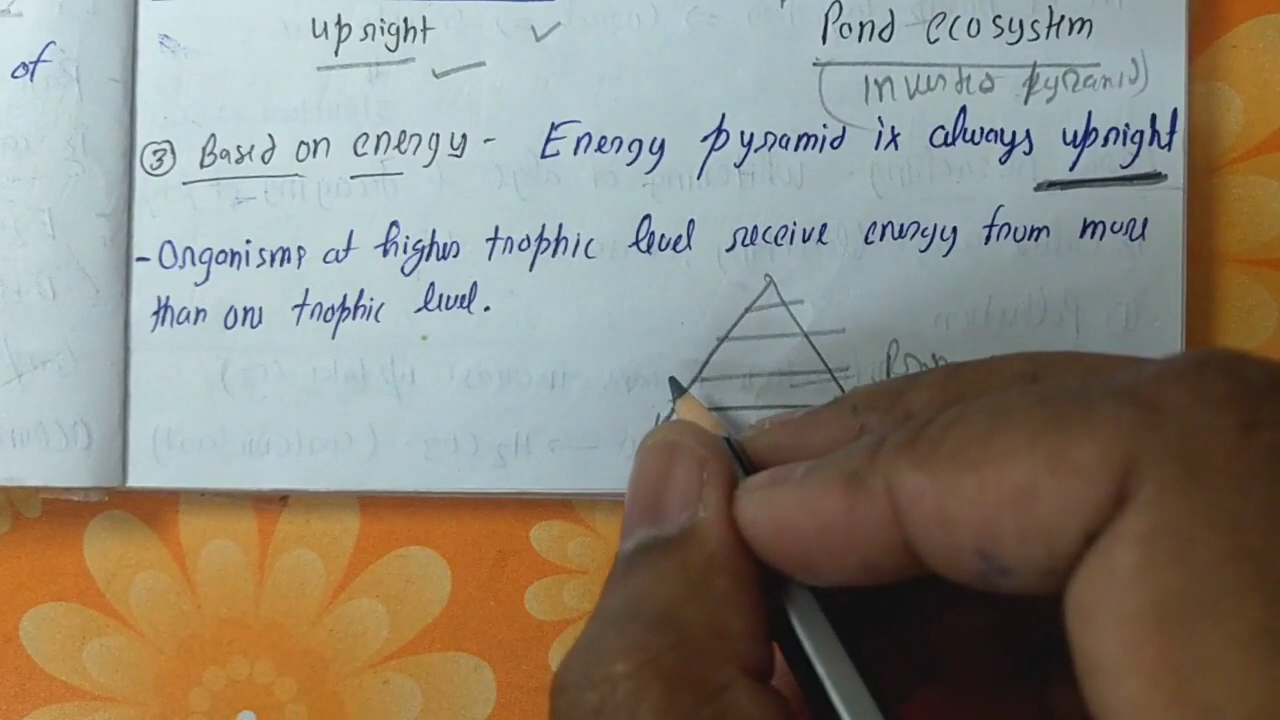 of
upright
Pond ecosystem
(Inverted pyramid)
③ Based on energy - Energy pyramid is always upright
- Organisms at higher trophic level receive energy from more
than one trophic level.